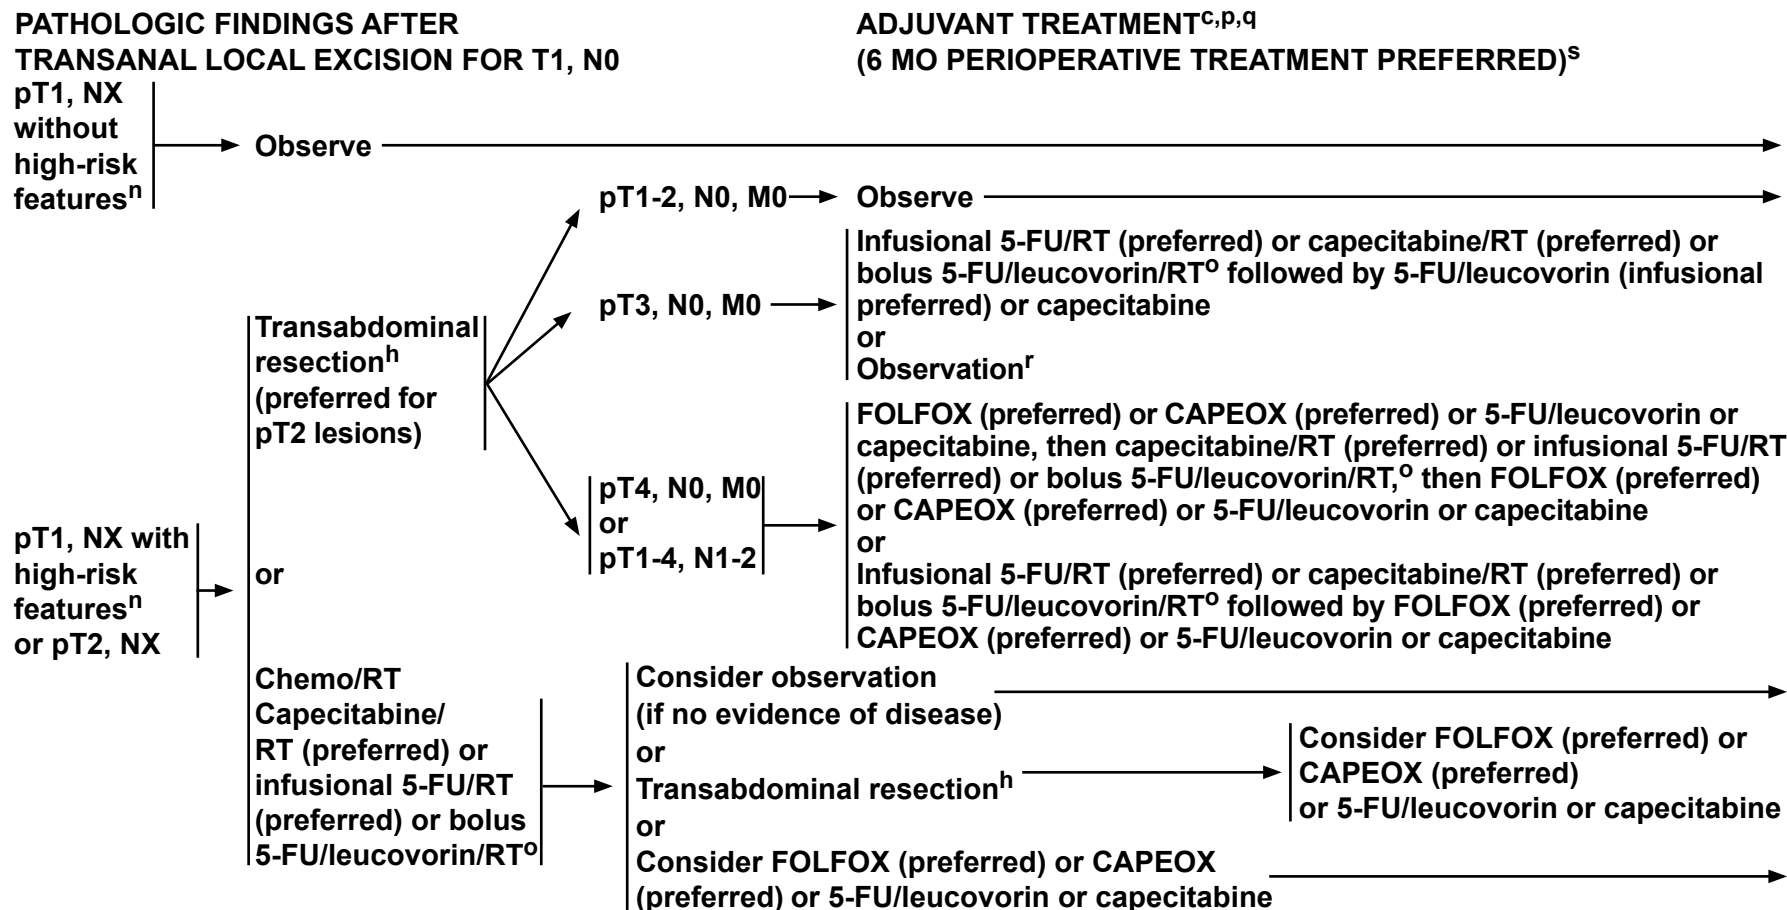 PATHOLOGIC FINDINGS AFTER
TRANSANAL LOCAL EXCISION FOR T1, N0
ADJUVANT TREATMENTc,p,q
(6 MO PERIOPERATIVE TREATMENT PREFERRED)s
pT1, NX
without
high-risk
featuresn
Observe
pT1, NX with
high-risk
featuresn
or pT2, NX
Transabdominal
resectionh
(preferred for
pT2 lesions)
or
Chemo/RT
Capecitabine/
RT (preferred) or
infusional 5-FU/RT
(preferred) or bolus
5-FU/leucovorin/RTo
pT1-2, N0, M0
Observe
pT3, N0, M0
Infusional 5-FU/RT (preferred) or capecitabine/RT (preferred) or
bolus 5-FU/leucovorin/RTo followed by 5-FU/leucovorin (infusional
preferred) or capecitabine
or
Observationr
pT4, N0, M0
or
pT1-4, N1-2
FOLFOX (preferred) or CAPEOX (preferred) or 5-FU/leucovorin or
capecitabine, then capecitabine/RT (preferred) or infusional 5-FU/RT
(preferred) or bolus 5-FU/leucovorin/RT,o then FOLFOX (preferred)
or CAPEOX (preferred) or 5-FU/leucovorin or capecitabine
or
Infusional 5-FU/RT (preferred) or capecitabine/RT (preferred) or
bolus 5-FU/leucovorin/RTo followed by FOLFOX (preferred) or
CAPEOX (preferred) or 5-FU/leucovorin or capecitabine
Consider observation
(if no evidence of disease)
or
Transabdominal resectionh
or
Consider FOLFOX (preferred) or CAPEOX
(preferred) or 5-FU/leucovorin or capecitabine
Consider FOLFOX (preferred) or
CAPEOX (preferred)
or 5-FU/leucovorin or capecitabine